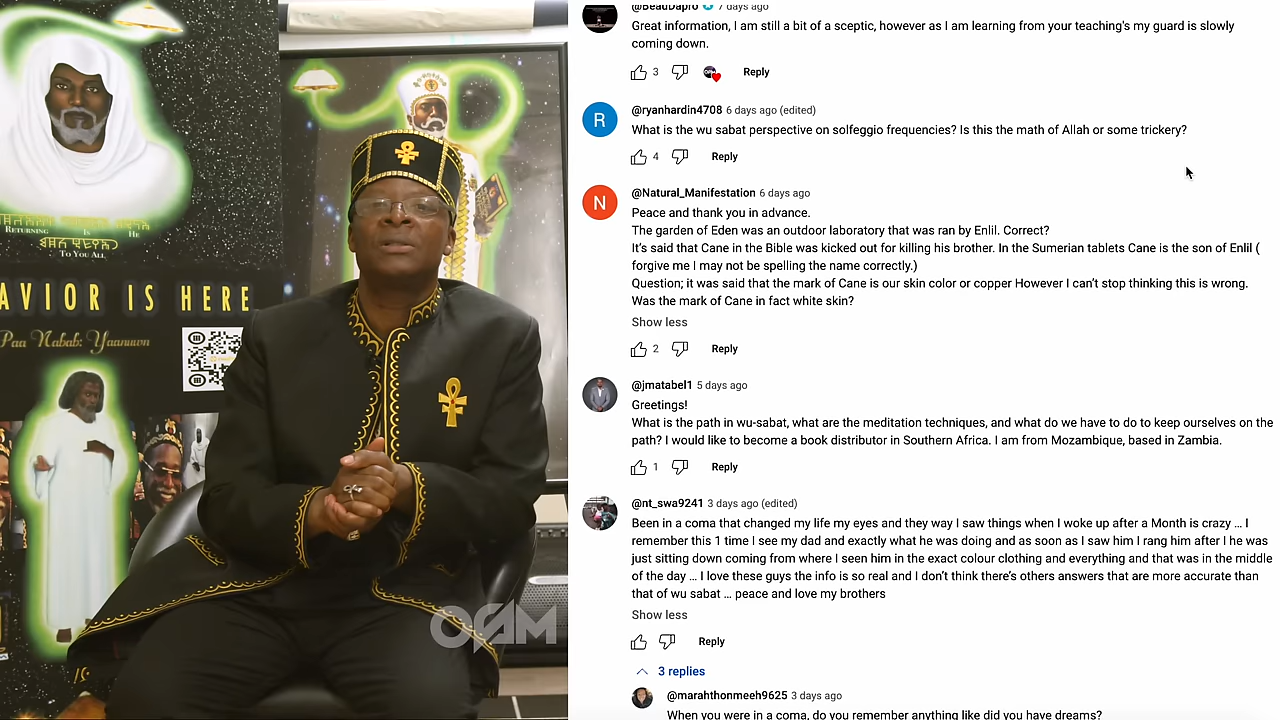 RETURNING IS HE
TO YOU ALL
AVIOR IS HERE
Paa Nabab: Yaanuwn
OGM
@BeauDapro 7 days ago
Great information, I am still a bit of a sceptic, however as I am learning from your teaching's my guard is slowly
coming down.
3
Reply
R
@ryanhardin4708 6 days ago (edited)
What is the wu sabat perspective on solfeggio frequencies? Is this the math of Allah or some trickery?
4
Reply
N
@Natural_Manifestation 6 days ago
Peace and thank you in advance.
The garden of Eden was an outdoor laboratory that was ran by Enlil. Correct?
It’s said that Cane in the Bible was kicked out for killing his brother. In the Sumerian tablets Cane is the son of Enlil (
forgive me I may not be spelling the name correctly.)
Question; it was said that the mark of Cane is our skin color or copper However I can’t stop thinking this is wrong.
Was the mark of Cane in fact white skin?
Show less
2
Reply
@jmatabel1 5 days ago
Greetings!
What is the path in wu-sabat, what are the meditation techniques, and what do we have to do to keep ourselves on the
path? I would like to become a book distributor in Southern Africa. I am from Mozambique, based in Zambia.
1
Reply
@nt_swa9241 3 days ago (edited)
Been in a coma that changed my life my eyes and they way I saw things when I woke up after a Month is crazy ... I
remember this 1 time I see my dad and exactly what he was doing and as soon as I saw him I rang him after I he was
just sitting down coming from where I seen him in the exact colour clothing and everything and that was in the middle
of the day ... I love these guys the info is so real and I don’t think there’s others answers that are more accurate than
that of wu sabat ... peace and love my brothers
Show less
Reply
3 replies
@marahthonmeeh9625 3 days ago
When you were in a coma, do you remember anything like did you have dreams?